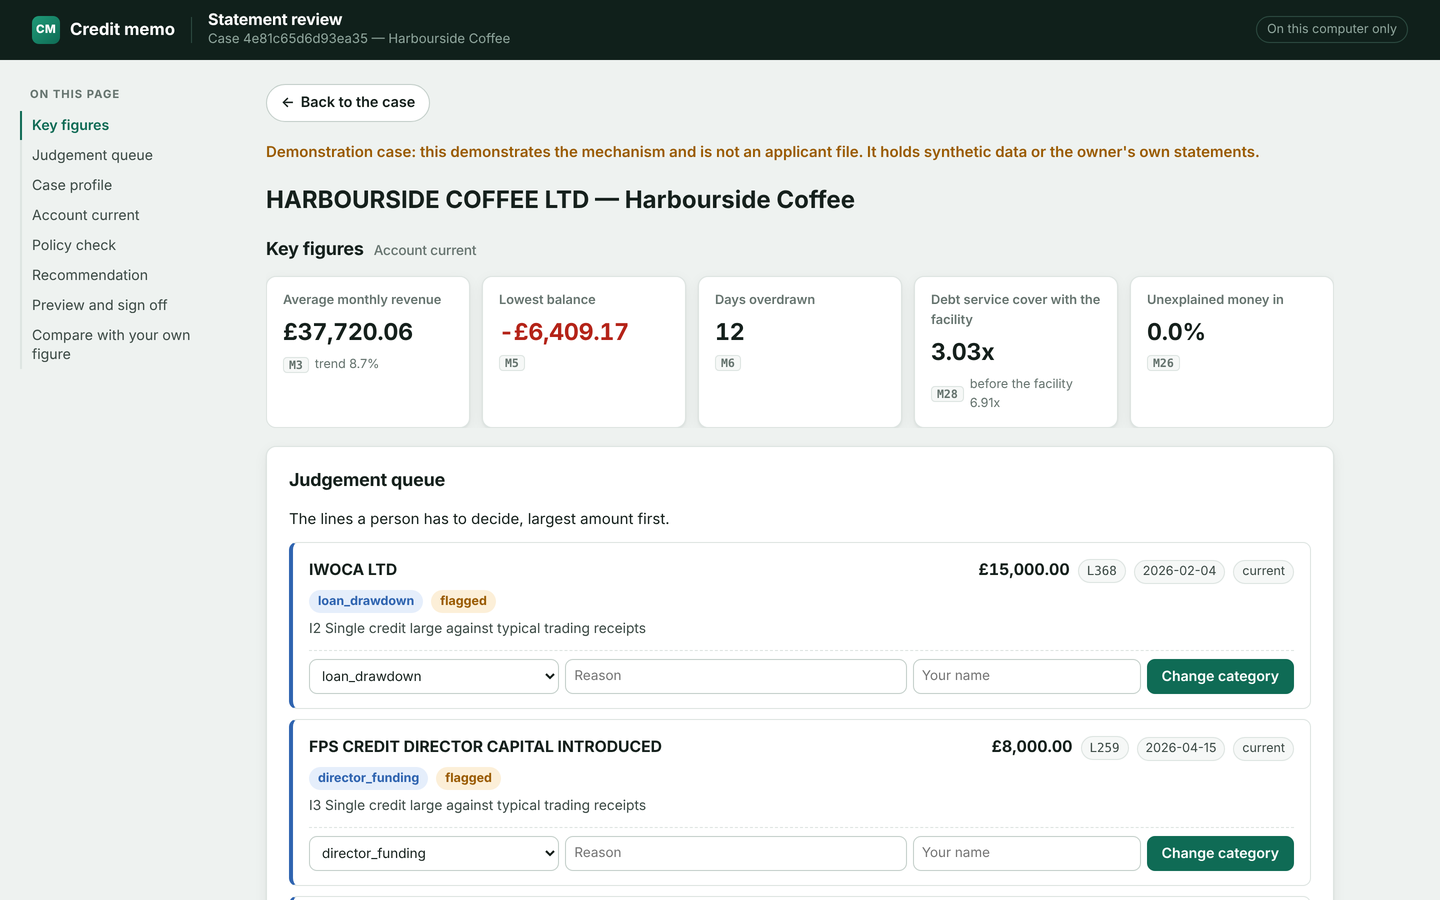 CM Credit memo
Statement review
Case 4e81c65d6d93ea35 — Harbourside Coffee
On this computer only
ON THIS PAGE
Key figures
Judgement queue
Case profile
Account current
Policy check
Recommendation
Preview and sign off
Compare with your own
figure
← Back to the case
Demonstration case: this demonstrates the mechanism and is not an applicant file. It holds synthetic data or the owner's own statements.
HARBOURSIDE COFFEE LTD — Harbourside Coffee
Key figures Account current
Average monthly revenue
£37,720.06
M3 trend 8.7%
Lowest balance
-£6,409.17
M5
Days overdrawn
12
M6
Debt service cover with the
facility
3.03x
M28 before the facility
6.91x
Unexplained money in
0.0%
M26
Judgement queue
The lines a person has to decide, largest amount first.
IWOCA LTD £15,000.00 L368 2026-02-04 current
loan_drawdown flagged
I2 Single credit large against typical trading receipts
loan_drawdown Reason Your name Change category
FPS CREDIT DIRECTOR CAPITAL INTRODUCED £8,000.00 L259 2026-04-15 current
director_funding flagged
I3 Single credit large against typical trading receipts
director_funding Reason Your name Change category